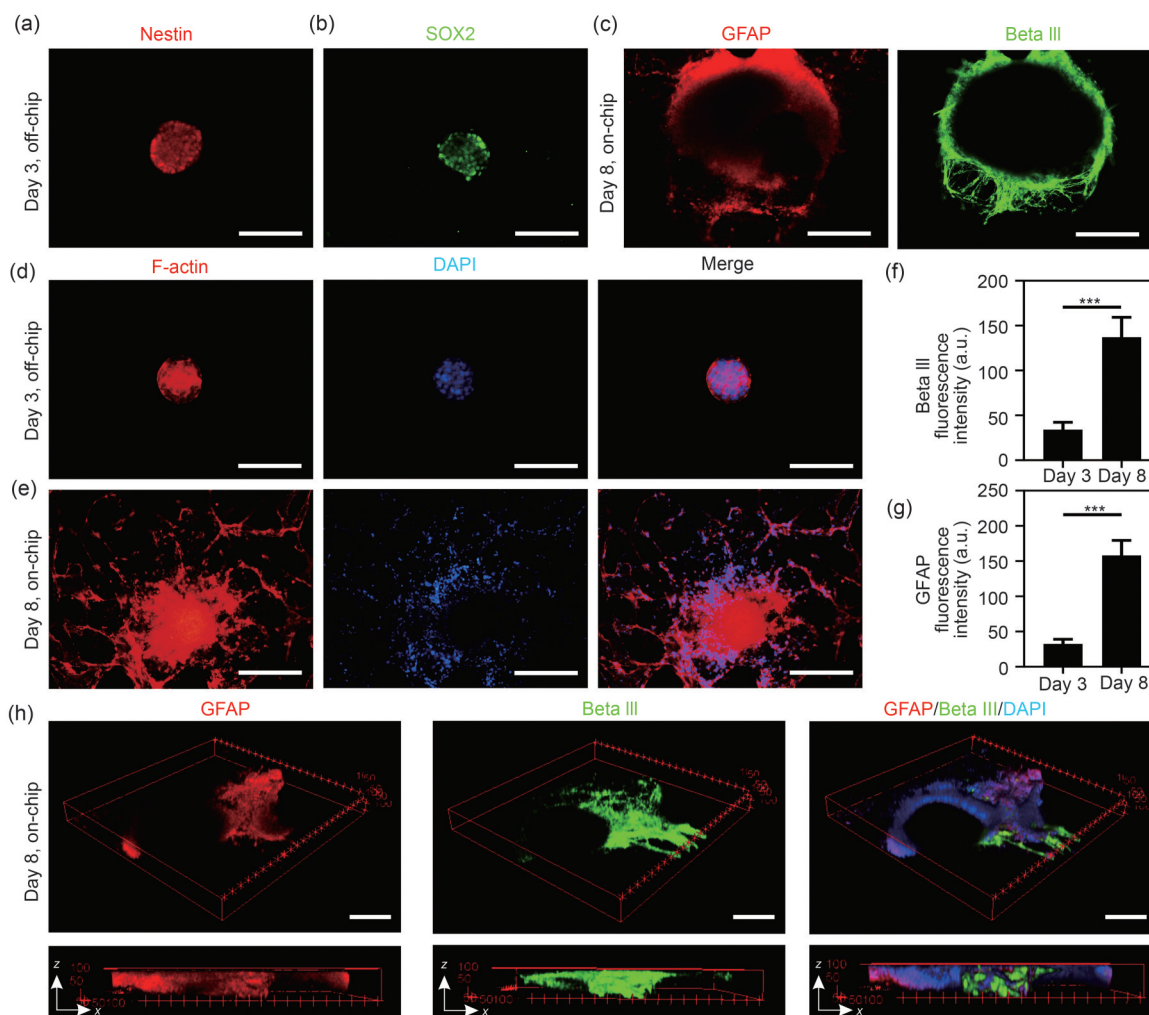 (a)
Nestin
(b)
SOX2
(c)
GFAP
Beta III
Day 3, off-chip
Day 8, on-chip
(d)
F-actin
DAPI
Merge
Day 3, off-chip
(e)
Day 8, on-chip
(f)
Beta III
fluorescence
intensity (a.u.)
200
150
100
50
0
***
Day 3 Day 8
(g)
GFAP
fluorescence
intensity (a.u.)
250
200
150
100
50
0
***
Day 3 Day 8
(h)
GFAP
Beta III
GFAP/Beta III/DAPI
Day 8, on-chip
z
x
100
50
z
x
100
50
z
x
100
50